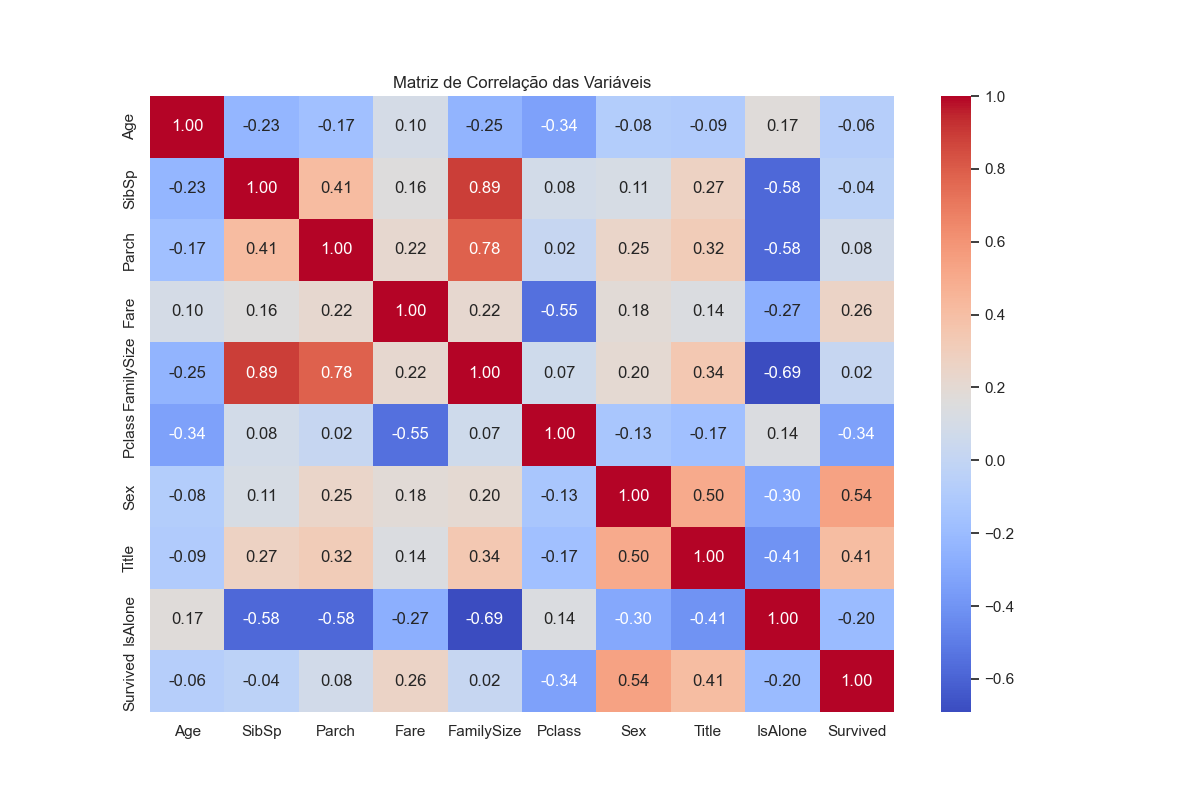 Matriz de Correlação das Variáveis
Age 1.00 -0.23 -0.17 0.10 -0.25 -0.34 -0.08 -0.09 0.17 -0.06
SibSp -0.23 1.00 0.41 0.16 0.89 0.08 0.11 0.27 -0.58 -0.04
Parch -0.17 0.41 1.00 0.22 0.78 0.02 0.25 0.32 -0.58 0.08
Fare 0.10 0.16 0.22 1.00 0.22 -0.55 0.18 0.14 -0.27 0.26
FamilySize -0.25 0.89 0.78 0.22 1.00 0.07 0.20 0.34 -0.69 0.02
Pclass -0.34 0.08 0.02 -0.55 0.07 1.00 -0.13 -0.17 0.14 -0.34
Sex -0.08 0.11 0.25 0.18 0.20 -0.13 1.00 0.50 -0.30 0.54
Title -0.09 0.27 0.32 0.14 0.34 -0.17 0.50 1.00 -0.41 0.41
IsAlone 0.17 -0.58 -0.58 -0.27 -0.69 0.14 -0.30 -0.41 1.00 -0.20
Survived -0.06 -0.04 0.08 0.26 0.02 -0.34 0.54 0.41 -0.20 1.00
Age SibSp Parch Fare FamilySize Pclass Sex Title IsAlone Survived
1.0
0.8
0.6
0.4
0.2
0.0
−0.2
−0.4
−0.6